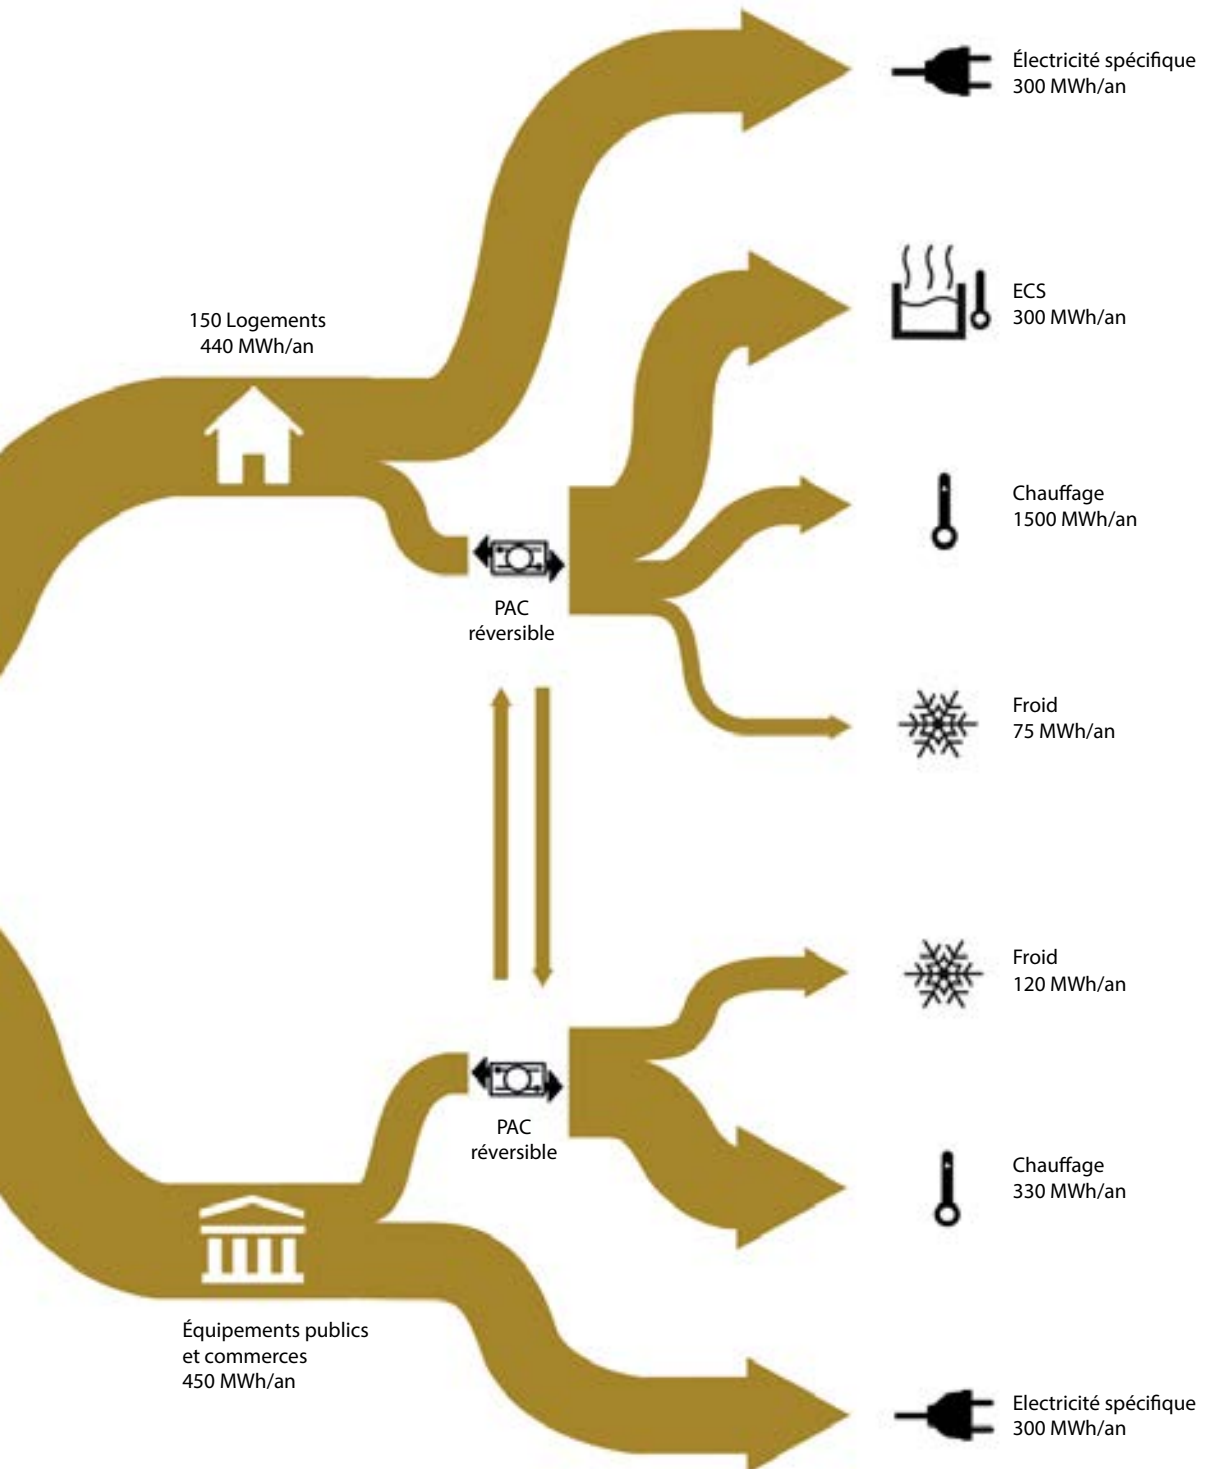 Électricité spécifique
300 MWh/an
ECS
300 MWh/an
150 Logements
440 MWh/an
Chauffage
1500 MWh/an
PAC
réversible
Froid
75 MWh/an
Froid
120 MWh/an
PAC
réversible
Chauffage
330 MWh/an
Équipements publics
et commerces
450 MWh/an
Electricité spécifique
300 MWh/an